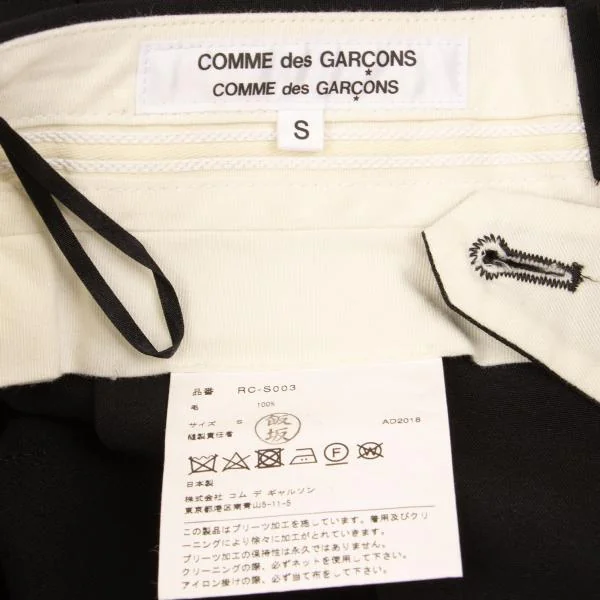 COMME des GARÇONS
COMME des GARÇONS
S
品番 RC-S003
毛 100%
サイズ S
縫製責任者 飯坂 AD2018
F W
日本製
株式会社 コム デ ギャルソン
東京都港区南青山5-11-5
この製品はプリーツ加工を施しています。着用及びクリ
ーニングにより徐々に加工が甘くなりますが、
プリーツ加工の保持性は永久ではありません。
クリーニングの際、必ずネットを使用して下さい。
アイロン掛けの際、必ず当て布をして下さい。